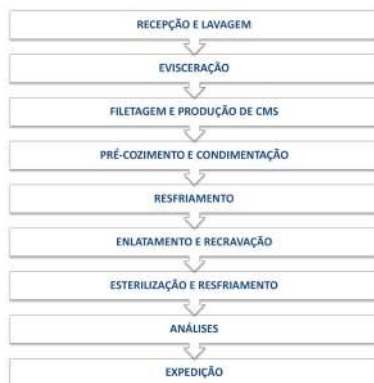 RECEPÇÃO E LAVAGEM
EVISCERAÇÃO
FILETAGEM E PRODUÇÃO DE CMS
PRÉ-COZIMENTO E CONDIMENTAÇÃO
RESFRIAMENTO
ENLATAMENTO E RECRAVAÇÃO
ESTERILIZAÇÃO E RESFRIAMENTO
ANÁLISES
EXPEDIÇÃO